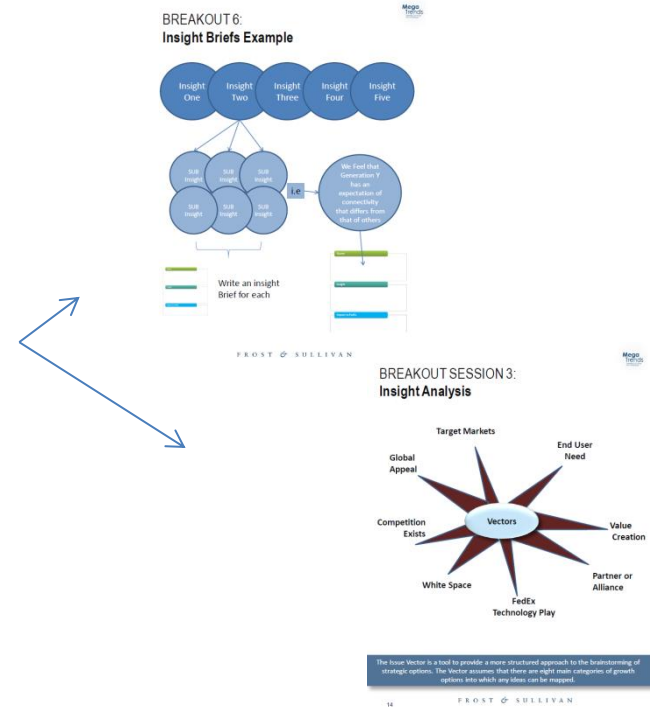 BREAKOUT 6:
Insight Briefs Example
Mega
Trends
Insight
One
Insight
Two
Insight
Three
Insight
Four
Insight
Five
SUB
Insight
SUB
Insight
SUB
Insight
SUB
Insight
SUB
Insight
SUB
Insight
i.e
We Feel that
Generation Y
has an
expectation of
connectivity
that differs from
that of others
Write an insight
Brief for each
FROST & SULLIVAN
BREAKOUT SESSION 3:
Insight Analysis
Mega
Trends
Target Markets
End User
Need
Global
Appeal
Competition
Exists
Vectors
Value
Creation
White Space
Partner or
Alliance
FedEx
Technology Play
The Issue Vector is a tool to provide a more structured approach to the brainstorming of
strategic options. The Vector assumes that there are eight main categories of growth
options into which any ideas can be mapped.
14
FROST & SULLIVAN